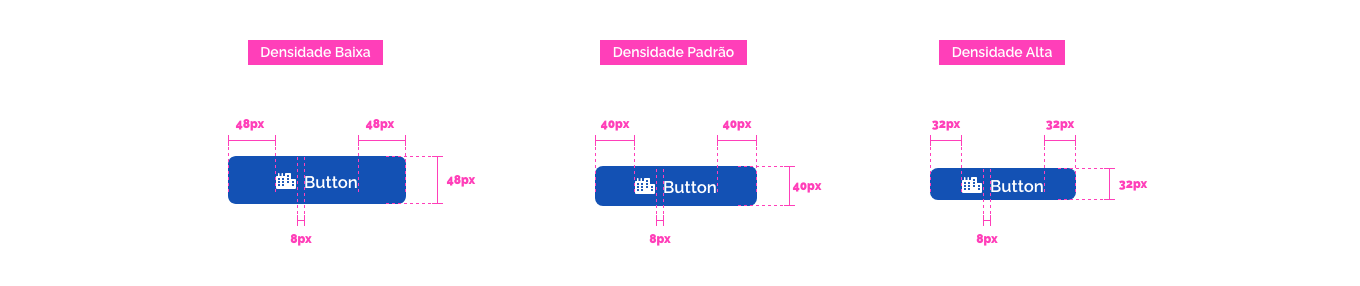 Densidade Baixa
Densidade Padrão
Densidade Alta
48px 48px
40px 40px
32px 32px
Button
48px
Button
40px
Button
32px
8px
8px
8px